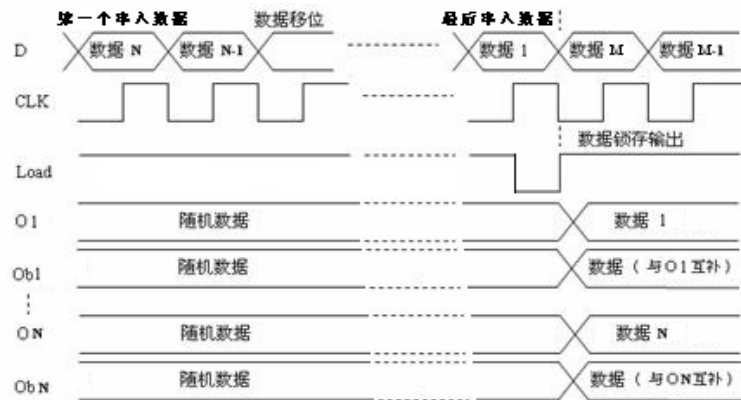 第一个串入数据 数据移位 最后串入数据
D 数据 N 数据 N-1 数据 1 数据 M 数据 M-1
CLK
数据锁存输出
Load
O1 随机数据 数据 1
Ob1 随机数据 数据（与O1互补）
ON 随机数据 数据 N
ObN 随机数据 数据（与ON互补）